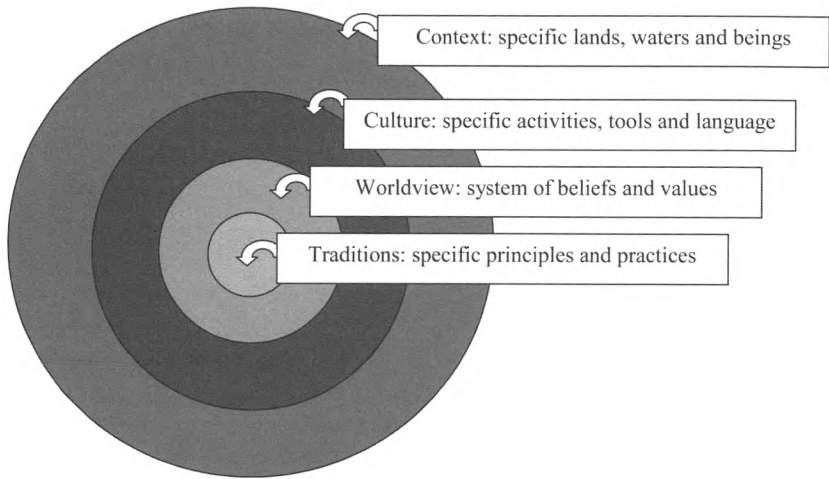 Context: specific lands, waters and beings
Culture: specific activities, tools and language
Worldview: system of beliefs and values
Traditions: specific principles and practices